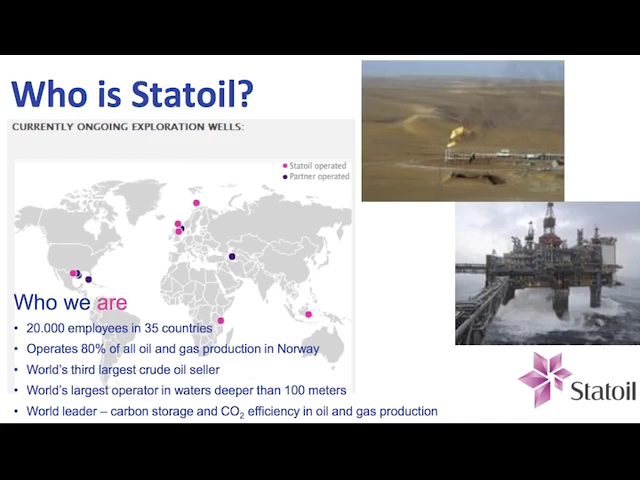 Who is Statoil?
CURRENTLY ONGOING EXPLORATION WELLS:
Statoil operated
Partner operated
Who we are
• 20.000 employees in 35 countries
• Operates 80% of all oil and gas production in Norway
• World's third largest crude oil seller
• World's largest operator in waters deeper than 100 meters
• World leader – carbon storage and CO₂ efficiency in oil and gas production
Statoil